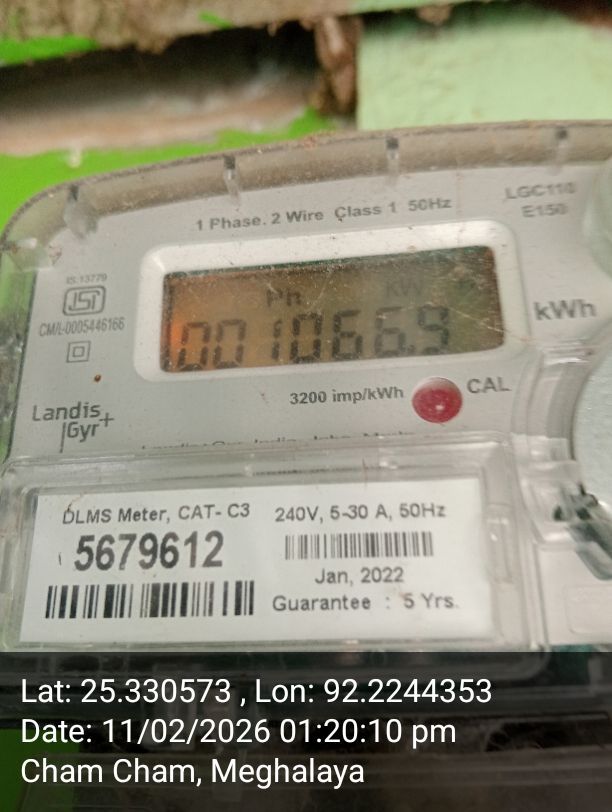 1 Phase. 2 Wire Class 1 50Hz
LGC110
E150
IS:13779
ISI
CM/L-0005446166
Ph
kW
001066.9
kWh
3200 imp/kWh
CAL
Landis+
Gyr
DLMS Meter, CAT- C3
240V, 5-30 A, 50Hz
5679612
Jan, 2022
Guarantee : 5 Yrs.
Lat: 25.330573 , Lon: 92.2244353
Date: 11/02/2026 01:20:10 pm
Cham Cham, Meghalaya